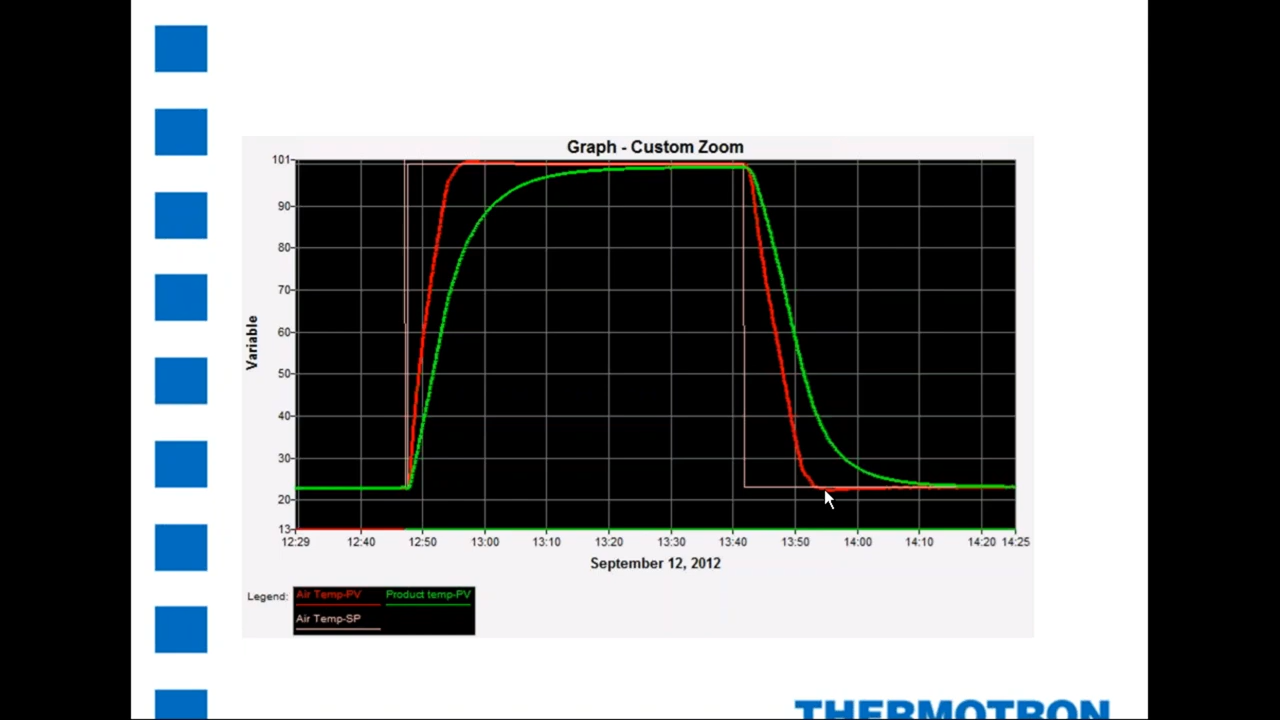 Graph - Custom Zoom
101
90
80
70
60
50
40
30
20
13
Variable
12:29 12:40 12:50 13:00 13:10 13:20 13:30 13:40 13:50 14:00 14:10 14:20 14:25
September 12, 2012
Legend: Air Temp-PV Product temp-PV
Air Temp-SP
THERMOTRON